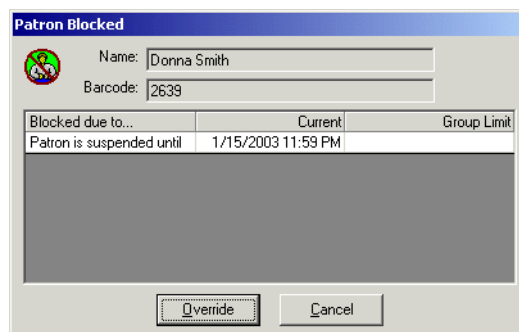 Patron Blocked
Name: Donna Smith
Barcode: 2639
Blocked due to... Current Group Limit
Patron is suspended until 1/15/2003 11:59 PM
Override Cancel